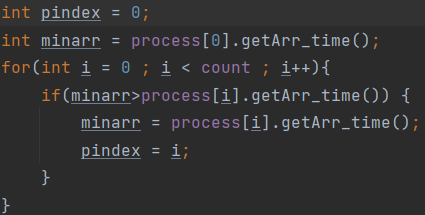 int pindex = 0;
int minarr = process[0].getArr_time();
for(int i = 0 ; i < count ; i++){
    if(minarr>process[i].getArr_time()) {
        minarr = process[i].getArr_time();
        pindex = i;
    }
}